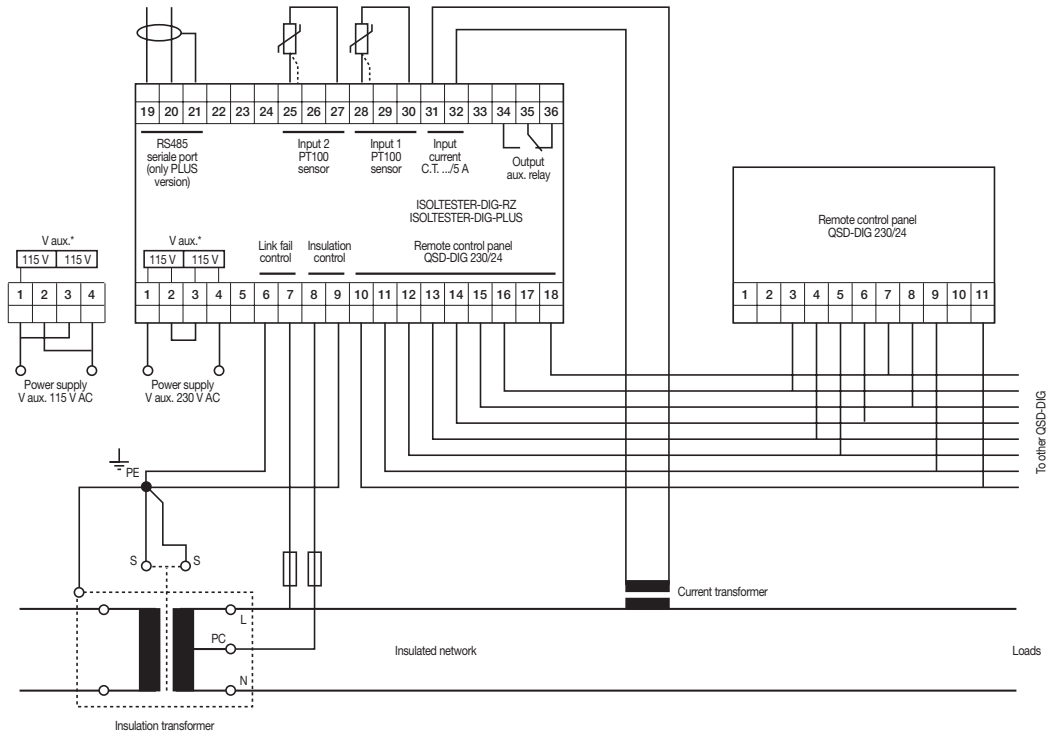 19 20 21 22 23 24 25 26 27 28 29 30 31 32 33 34 35 36
RS485
seriale port
(only PLUS
version)
Input 2
PT100
sensor
Input 1
PT100
sensor
Input
current
C.T. .../5 A
Output
aux. relay
ISOLTESTER-DIG-RZ
ISOLTESTER-DIG-PLUS
Remote control panel
QSD-DIG 230/24
V aux.*
115 V 115 V
V aux.*
115 V 115 V
Link fail
control
Insulation
control
Remote control panel
QSD-DIG 230/24
1 2 3 4
1 2 3 4 5 6 7 8 9 10 11 12 13 14 15 16 17 18
1 2 3 4 5 6 7 8 9 10 11
Power supply
V aux. 115 V AC
Power supply
V aux. 230 V AC
To other QSD-DIG
PE
S S
Current transformer
L
PC
N
Insulated network
Loads
Insulation transformer